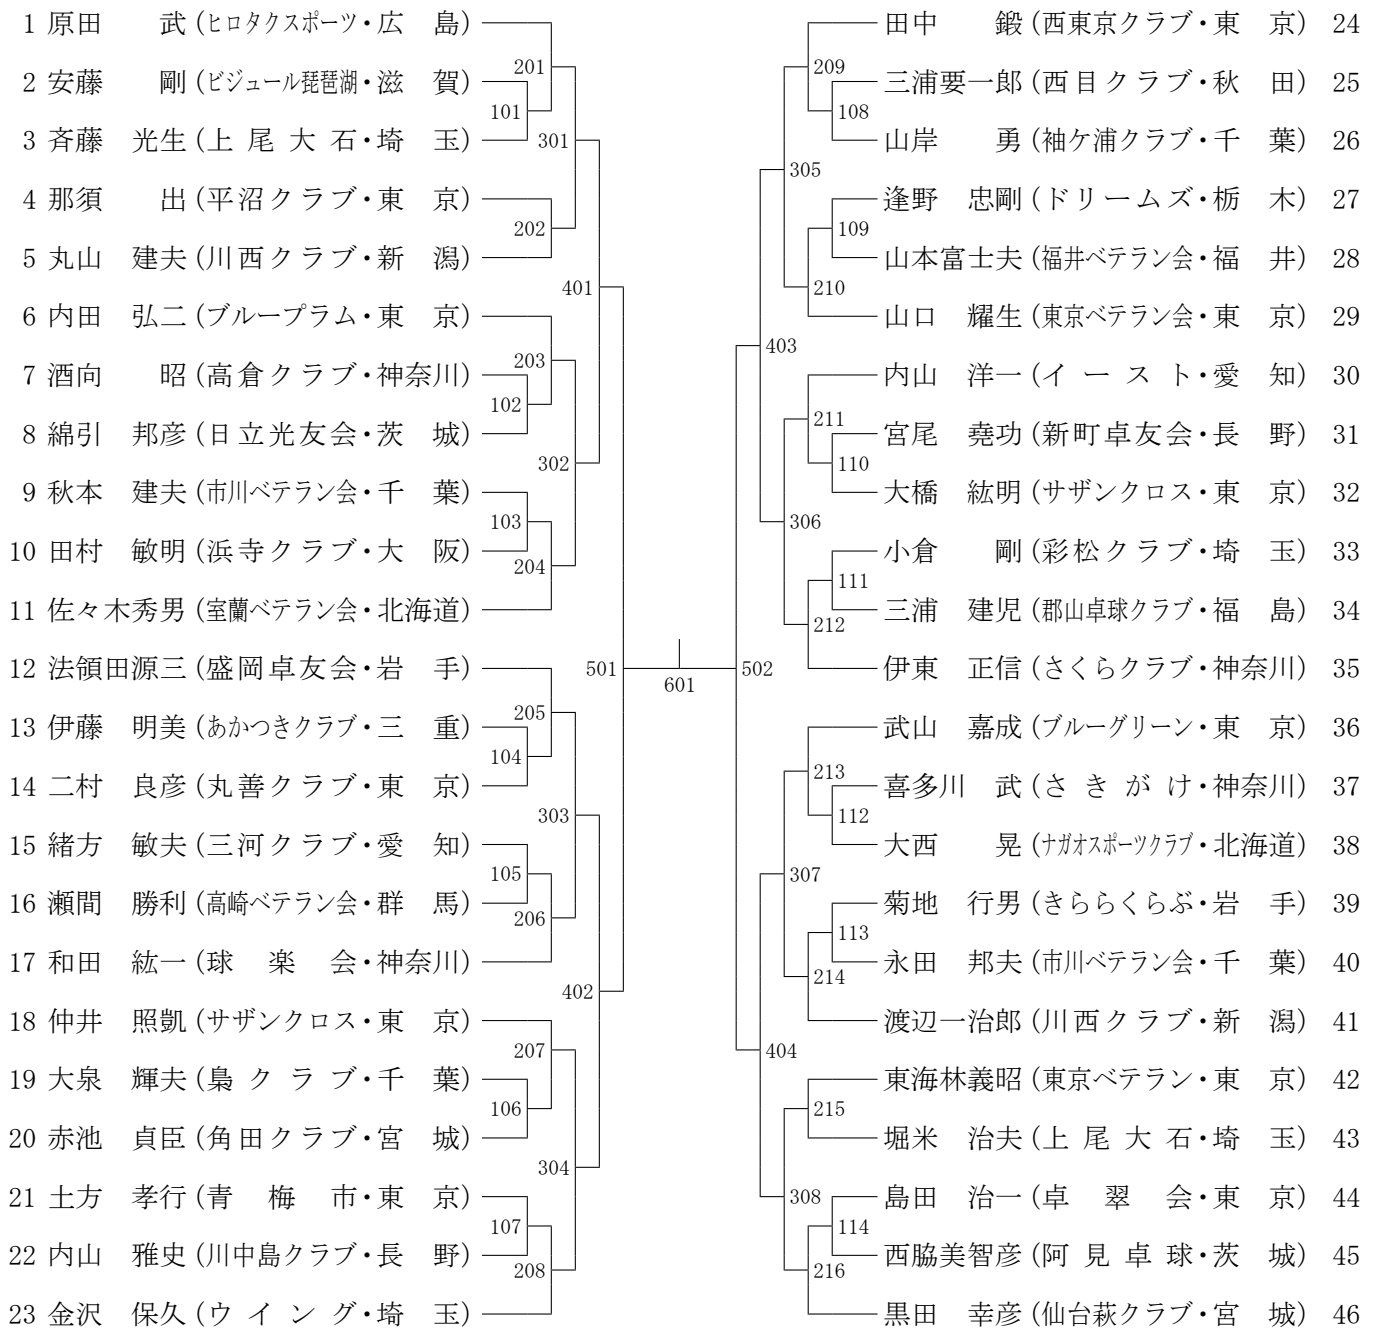 1 原田　　武（ヒロタクスポーツ・広　島）
2 安藤　　剛（ビジュール琵琶湖・滋　賀）
3 斉藤　光生（上尾大石・埼　玉）
4 那須　　出（平沼クラブ・東　京）
5 丸山　建夫（川西クラブ・新　潟）
6 内田　弘二（ブループラム・東　京）
7 酒向　　昭（高倉クラブ・神奈川）
8 綿引　邦彦（日立光友会・茨　城）
9 秋本　建夫（市川ベテラン会・千　葉）
10 田村　敏明（浜寺クラブ・大　阪）
11 佐々木秀男（室蘭ベテラン会・北海道）
12 法領田源三（盛岡卓友会・岩　手）
13 伊藤　明美（あかつきクラブ・三　重）
14 二村　良彦（丸善クラブ・東　京）
15 緒方　敏夫（三河クラブ・愛　知）
16 瀬間　勝利（高崎ベテラン会・群　馬）
17 和田　紘一（球楽会・神奈川）
18 仲井　照凱（サザンクロス・東　京）
19 大泉　輝夫（梟クラブ・千　葉）
20 赤池　貞臣（角田クラブ・宮　城）
21 土方　孝行（青梅市・東　京）
22 内山　雅史（川中島クラブ・長　野）
23 金沢　保久（ウイング・埼　玉）
201
101
301
202
401
203
102
302
103
204
501
205
104
303
105
206
402
207
106
304
107
208
601
502
209
108
305
109
210
403
211
110
306
111
212
213
112
307
113
214
404
215
308
114
216
田中　　鍛（西東京クラブ・東　京）24
三浦要一郎（西目クラブ・秋　田）25
山岸　　勇（袖ケ浦クラブ・千　葉）26
逢野　忠剛（ドリームズ・栃　木）27
山本富士夫（福井ベテラン会・福　井）28
山口　耀生（東京ベテラン会・東　京）29
内山　洋一（イースト・愛　知）30
宮尾　堯功（新町卓友会・長　野）31
大橋　紘明（サザンクロス・東　京）32
小倉　　剛（彩松クラブ・埼　玉）33
三浦　建児（郡山卓球クラブ・福　島）34
伊東　正信（さくらクラブ・神奈川）35
武山　嘉成（ブルーグリーン・東　京）36
喜多川　武（さきがけ・神奈川）37
大西　　晃（ナガオスポーツクラブ・北海道）38
菊地　行男（きららくらぶ・岩　手）39
永田　邦夫（市川ベテラン会・千　葉）40
渡辺一治郎（川西クラブ・新　潟）41
東海林義昭（東京ベテラン・東　京）42
堀米　治夫（上尾大石・埼　玉）43
島田　治一（卓翠会・東　京）44
西脇美智彦（阿見卓球・茨　城）45
黒田　幸彦（仙台萩クラブ・宮　城）46